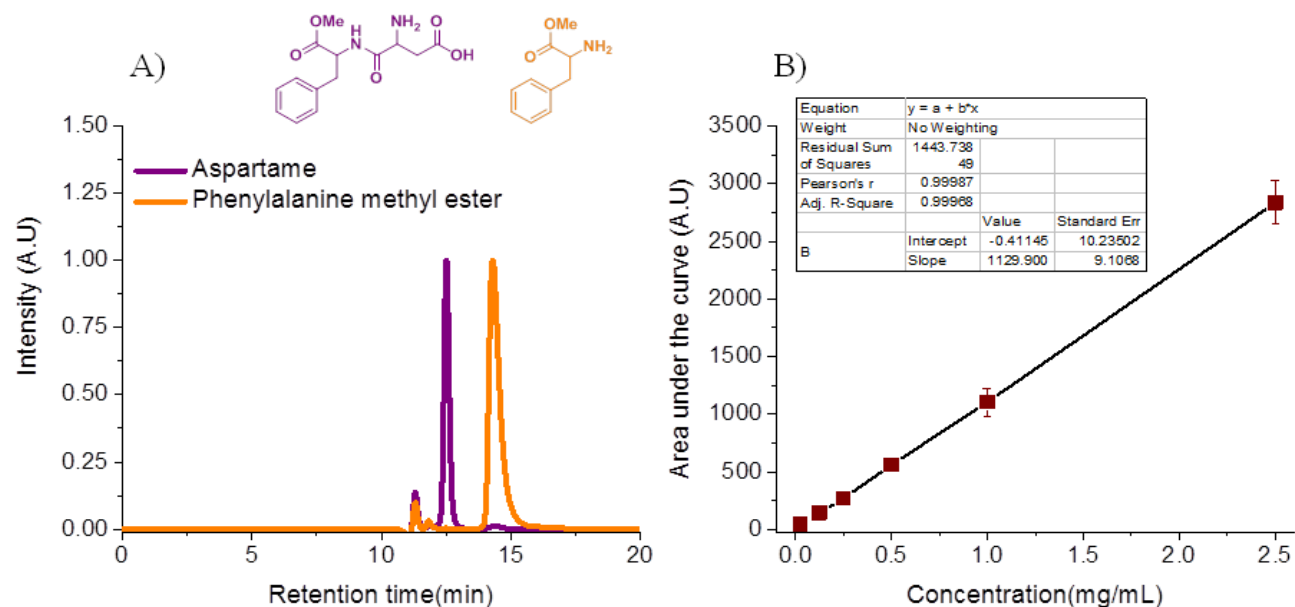 A)
OMe
NH2
O
O
H
N
O
O
OH
OMe
O
NH2
1.50
1.25
1.00
0.75
0.50
0.25
0.00
Intensity (A.U)
Aspartame
Phenylalanine methyl ester
0
5
10
15
20
Retention time(min)
B)
Equation y = a + b*x
Weight No Weighting
Residual Sum of Squares 1443.738 49
Pearson's r 0.99987
Adj. R-Square 0.99968
Value Standard Err
B Intercept -0.41145 10.23502
Slope 1129.900 9.1068
3500
3000
2500
2000
1500
1000
500
0
Area under the curve (A.U)
0.0
0.5
1.0
1.5
2.0
2.5
Concentration(mg/mL)